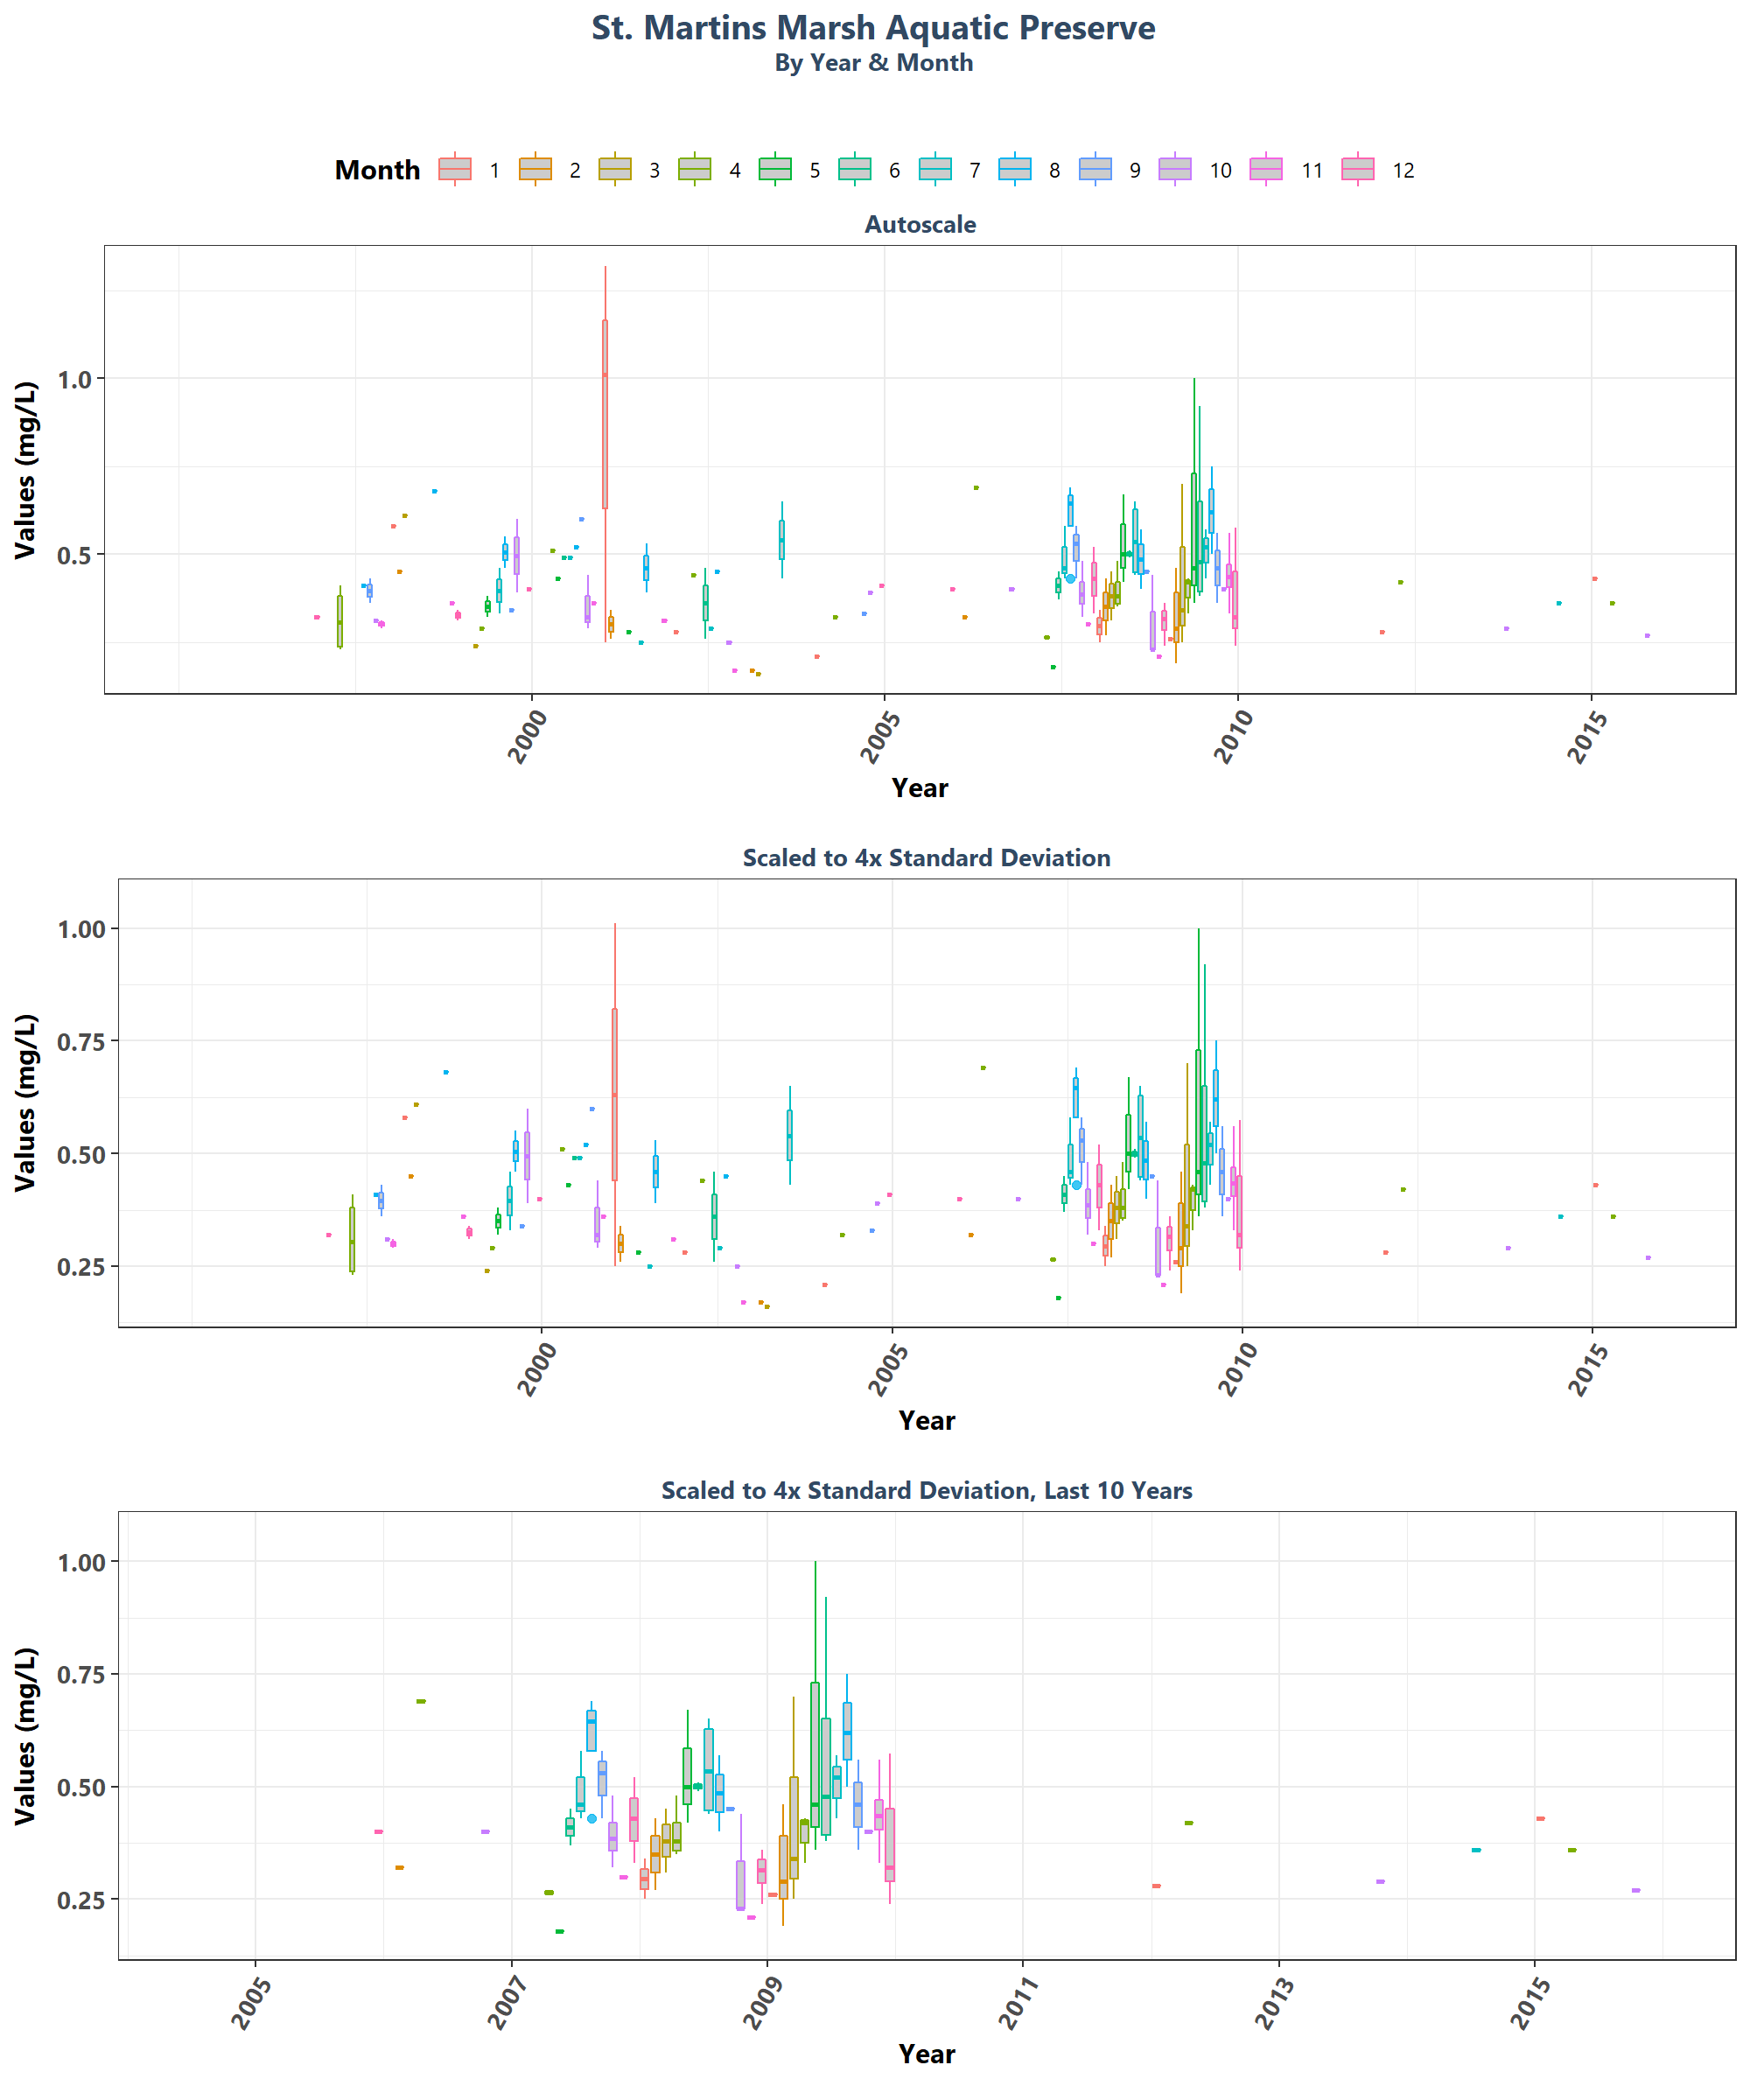 St. Martins Marsh Aquatic Preserve
By Year & Month
Month 1 2 3 4 5 6 7 8 9 10 11 12
Autoscale
Values (mg/L)
1.0
0.5
2000 2005 2010 2015
Year
Scaled to 4x Standard Deviation
Values (mg/L)
1.00
0.75
0.50
0.25
2000 2005 2010 2015
Year
Scaled to 4x Standard Deviation, Last 10 Years
Values (mg/L)
1.00
0.75
0.50
0.25
2005 2007 2009 2011 2013 2015
Year